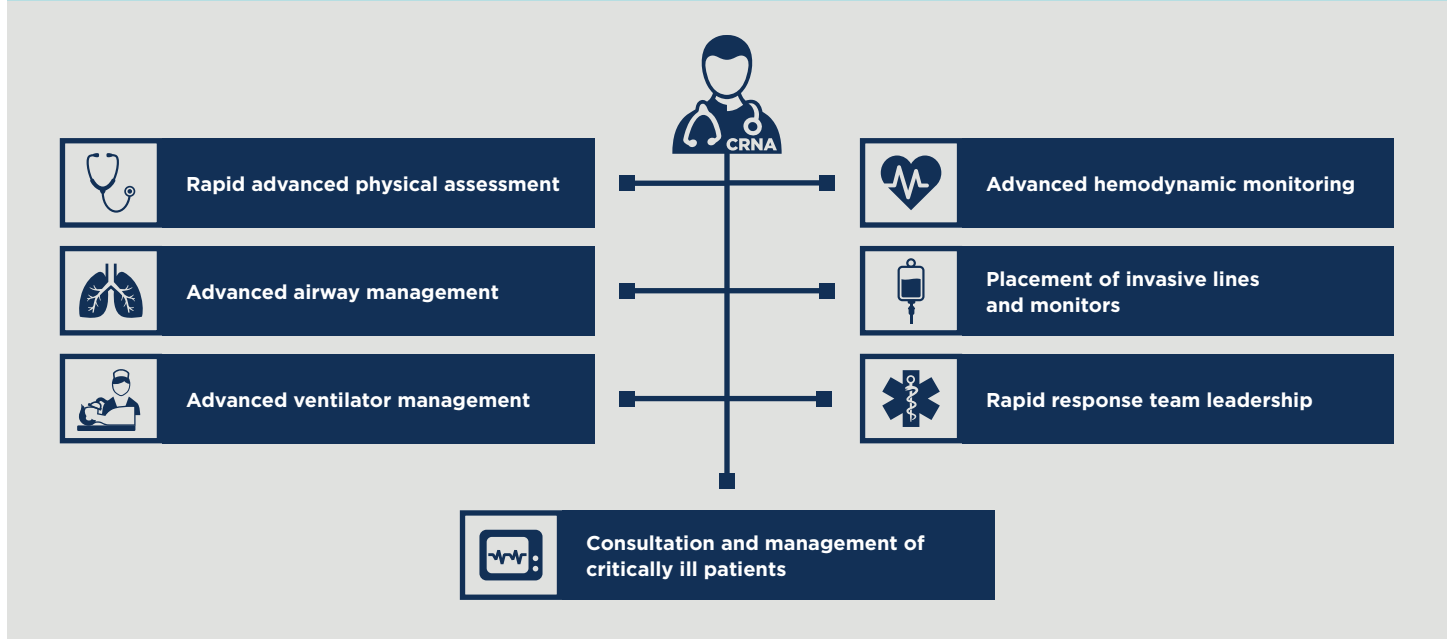 CRNA
Rapid advanced physical assessment
Advanced airway management
Advanced ventilator management
Advanced hemodynamic monitoring
Placement of invasive lines
and monitors
Rapid response team leadership
Consultation and management of
critically ill patients